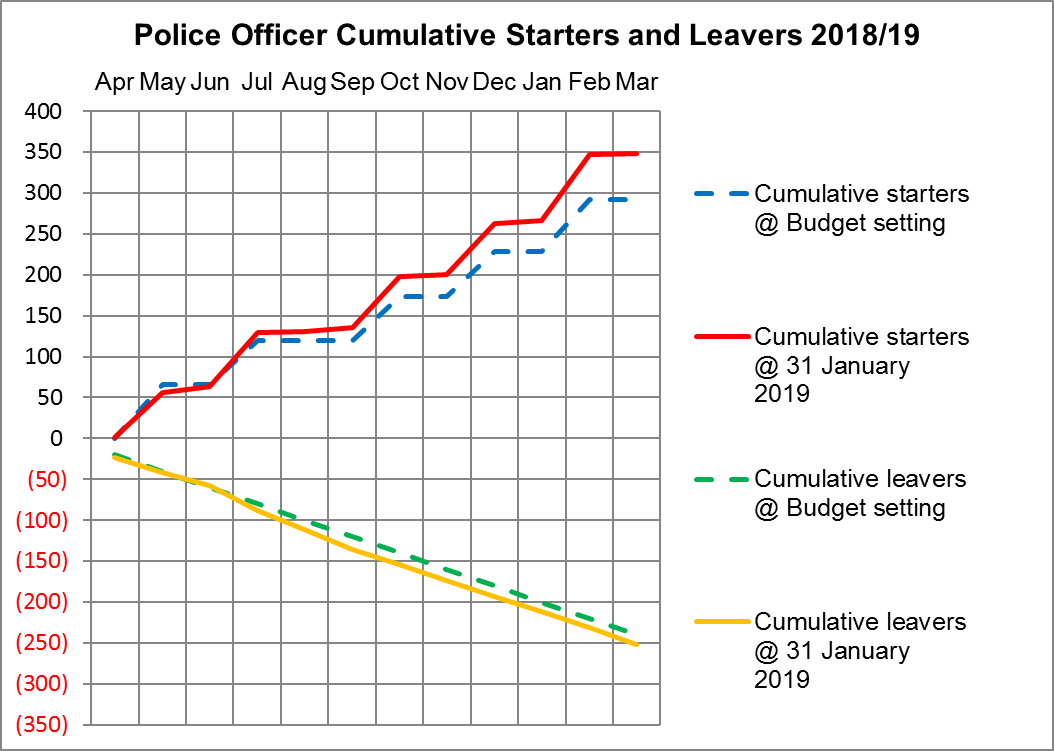 Police Officer Cumulative Starters and Leavers 2018/19
Apr May Jun Jul Aug Sep Oct Nov Dec Jan Feb Mar
400
350
300
250
200
150
100
50
0
(50)
(100)
(150)
(200)
(250)
(300)
(350)
Cumulative starters
@ Budget setting
Cumulative starters
@ 31 January
2019
Cumulative leavers
@ Budget setting
Cumulative leavers
@ 31 January
2019